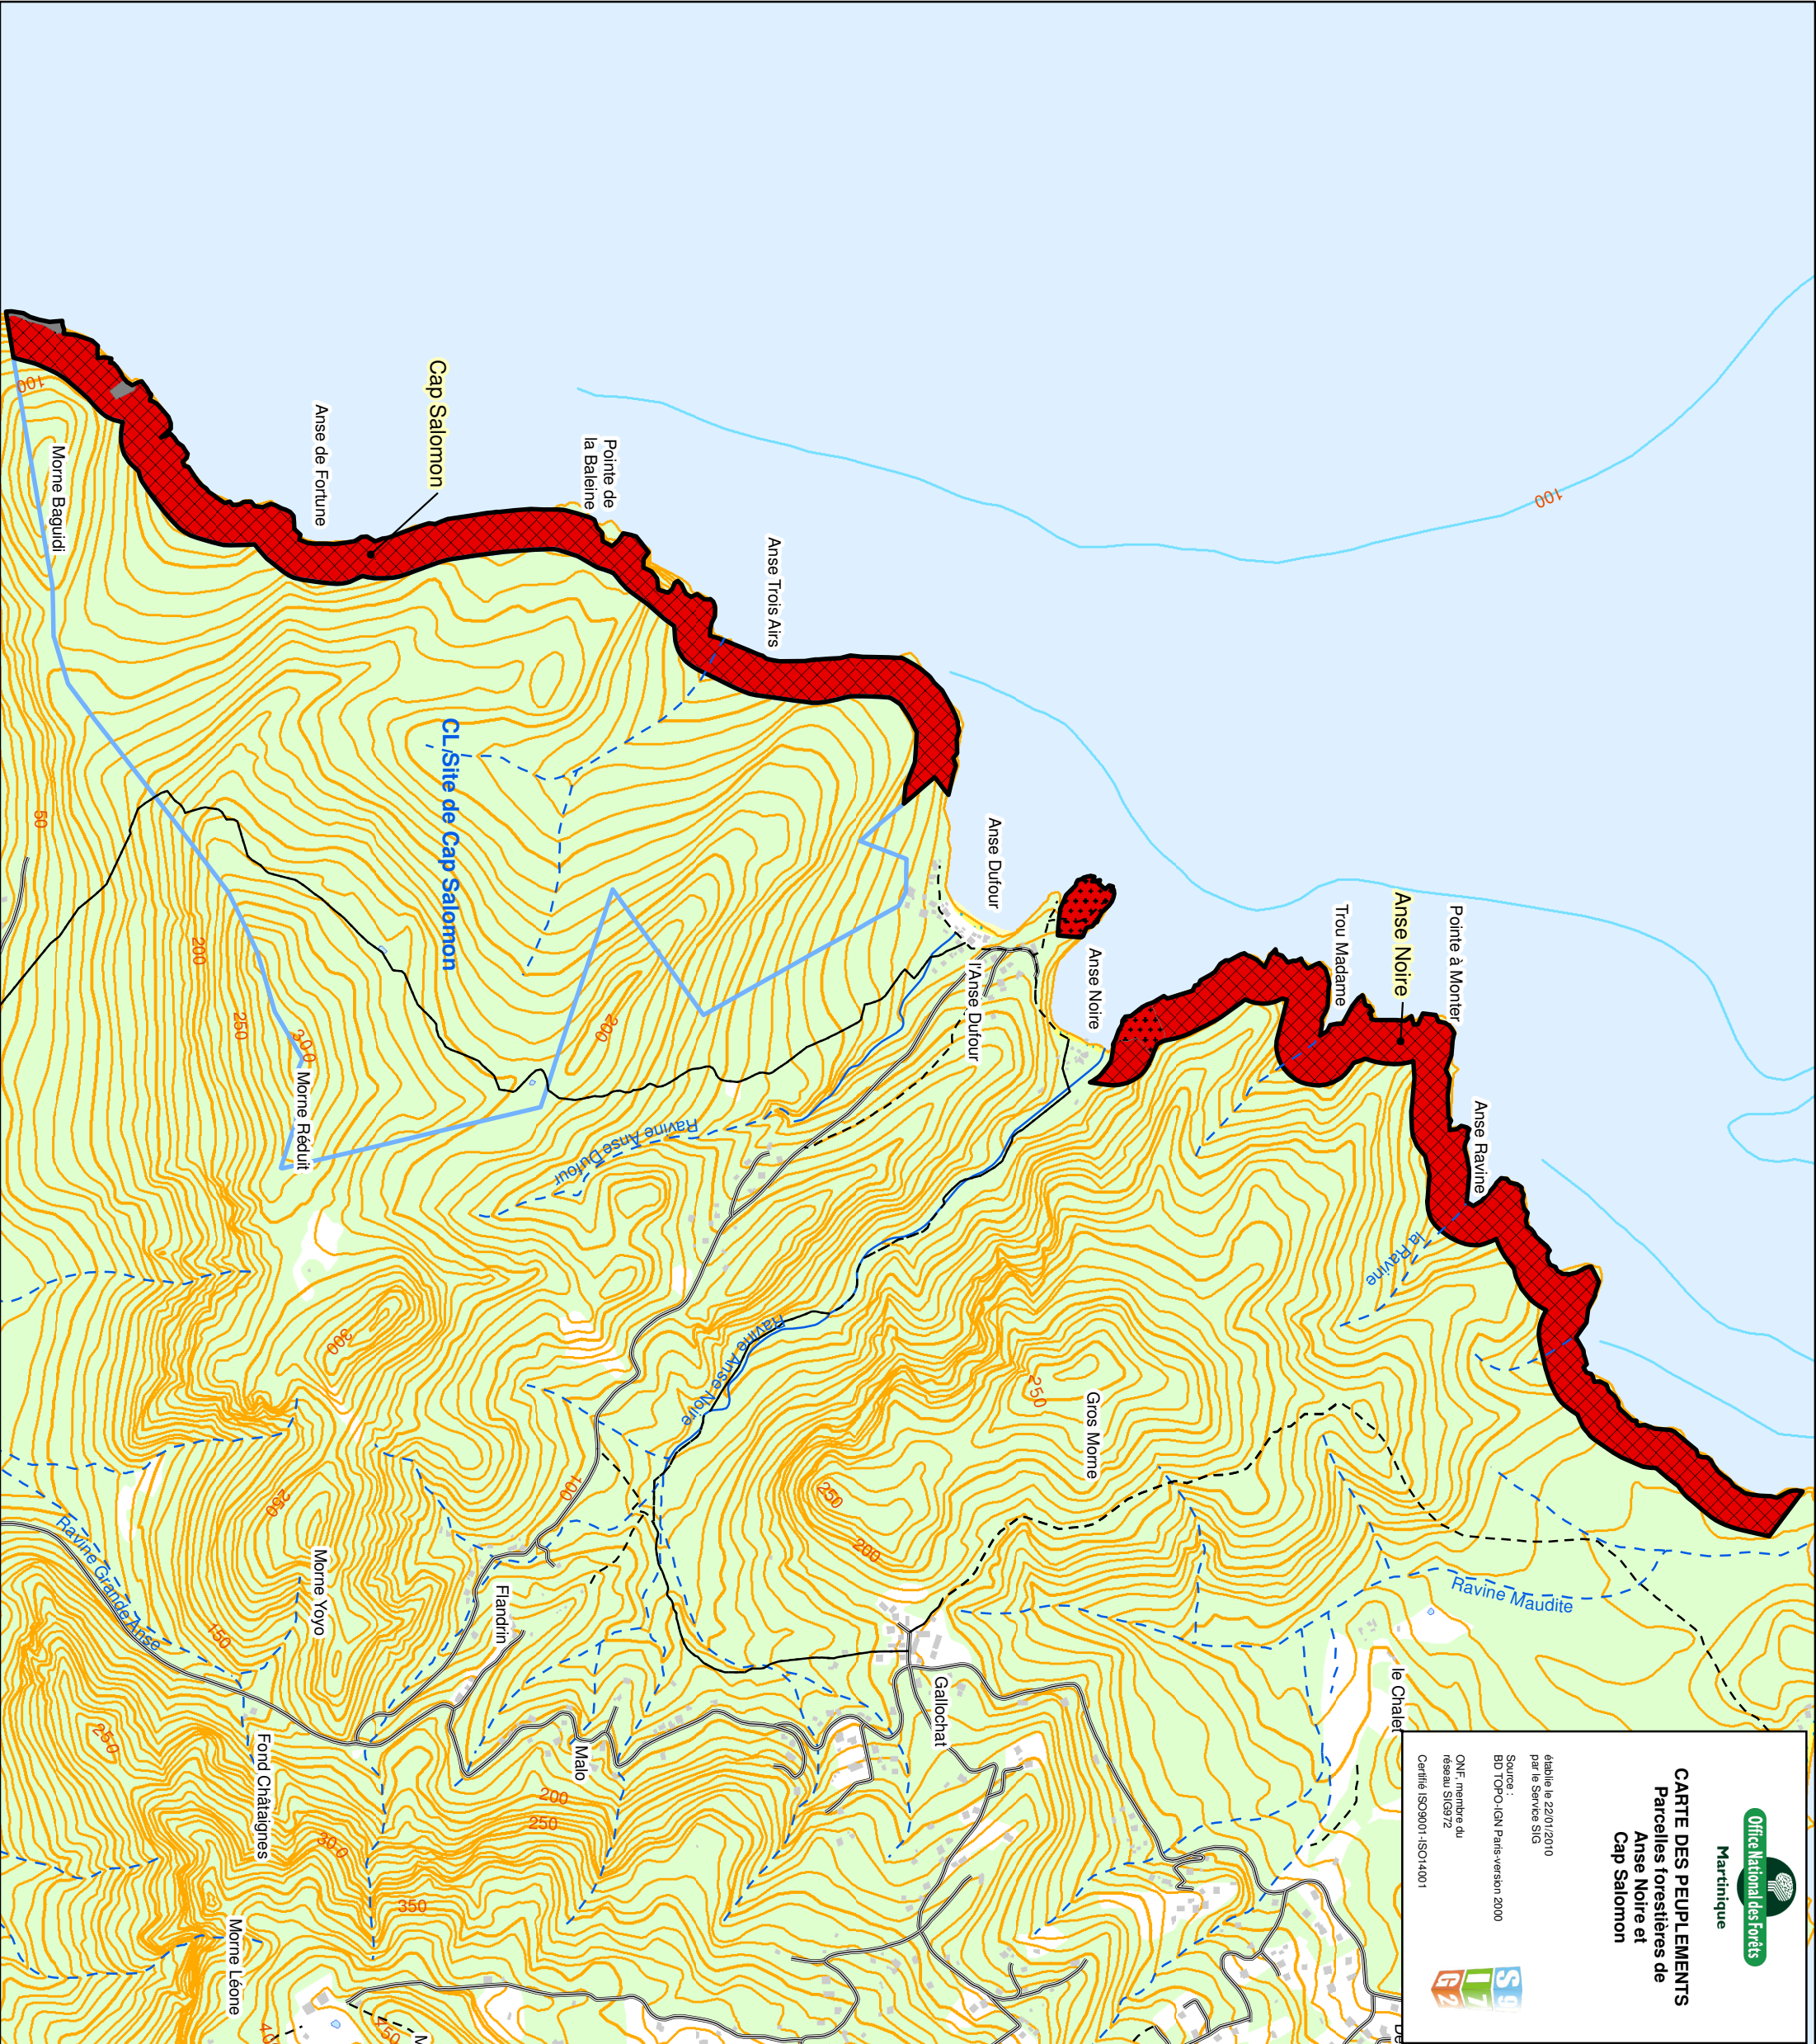 Office National des Forêts
Martinique
CARTE DES PEUPLEMENTS
Parcelles forestières de
Anse Noire et
Cap Salomon
établie le 22/01/2010
par le Service SIG
Source :
BD TOPO-IGN Paris-version 2000
ONF, membre du
réseau SIG972
Certifié ISO9001-ISO14001
100
Pointe à Monter
Anse Noire
Trou Madame
Anse Ravine
la Ravine
Ravine Maudite
le Chalet
Anse Noire
Anse Dufour
l'Anse Dufour
Gros Morne
250
250
200
Gallochat
Anse Trois Airs
Pointe de
la Baleine
Cap Salomon
Anse de Fortune
CL/Site de Cap Salomon
Ravine Anse Dufour
Ravine Anse Noire
200
100
Flandrin
Malo
200
250
350
Morne Baguidi
100
50
200
250
300
Morne Réduit
300
250
Morne Yoyo
150
Ravine Grande Anse
Fond Châtaignes
250
300
Morne Léone